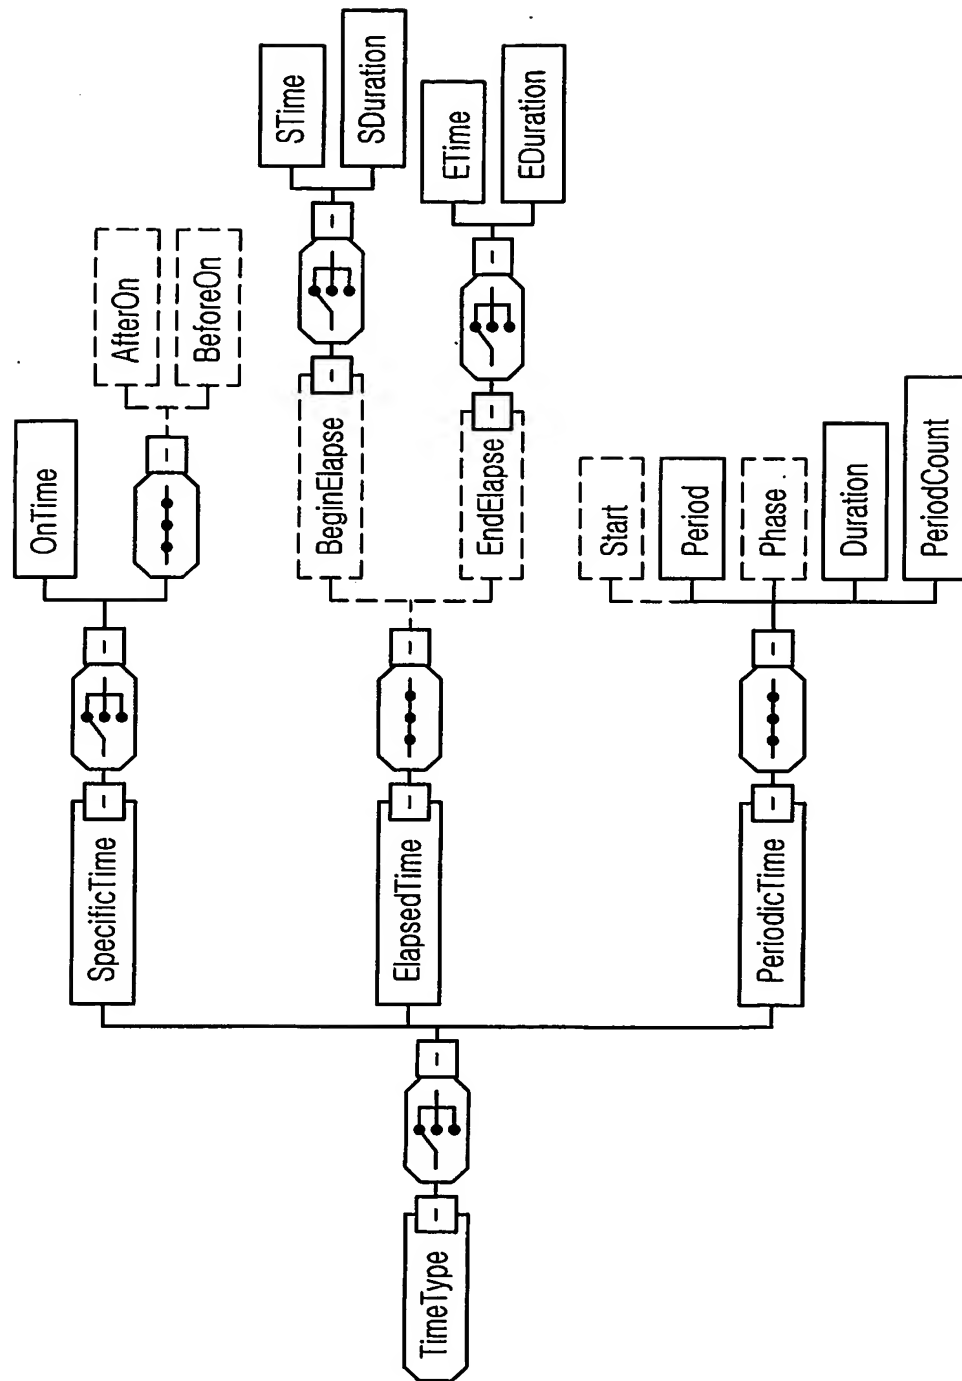 TimeType
SpecificTime
OnTime
AfterOn
BeforeOn
ElapsedTime
BeginElapse
STime
SDuration
EndElapse
ETime
EDuration
PeriodicTime
Start
Period
Phase
Duration
PeriodCount